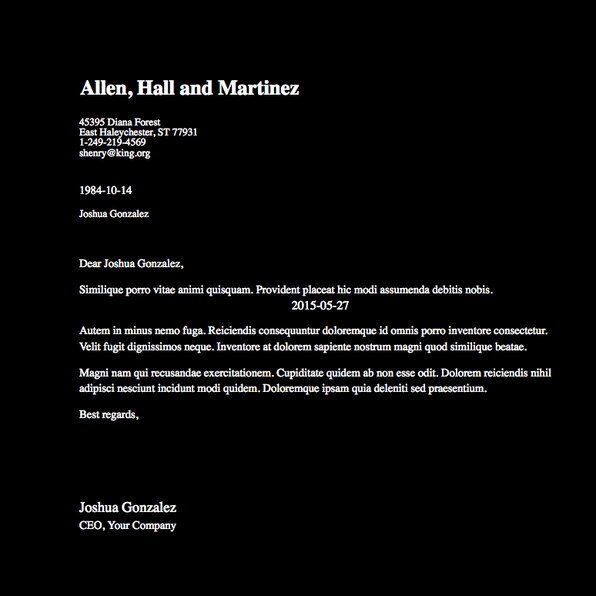 Allen, Hall and Martinez
45395 Diana Forest
East Haleychester, ST 77931
1-249-219-4569
shenry@king.org
1984-10-14
Joshua Gonzalez
Dear Joshua Gonzalez,
Similique porro vitae animi quisquam. Provident placeat hic modi assumenda debitis nobis.
2015-05-27
Autem in minus nemo fuga. Reiciendis consequuntur doloremque id omnis porro inventore consectetur.
Velit fugit dignissimos neque. Inventore at dolorem sapiente nostrum magni quod similique beatae.
Magni nam qui recusandae exercitationem. Cupiditate quidem ab non esse odit. Dolorem reiciendis nihil
adipisci nesciunt incidunt modi quidem. Doloremque ipsam quia deleniti sed praesentium.
Best regards,
Joshua Gonzalez
CEO, Your Company